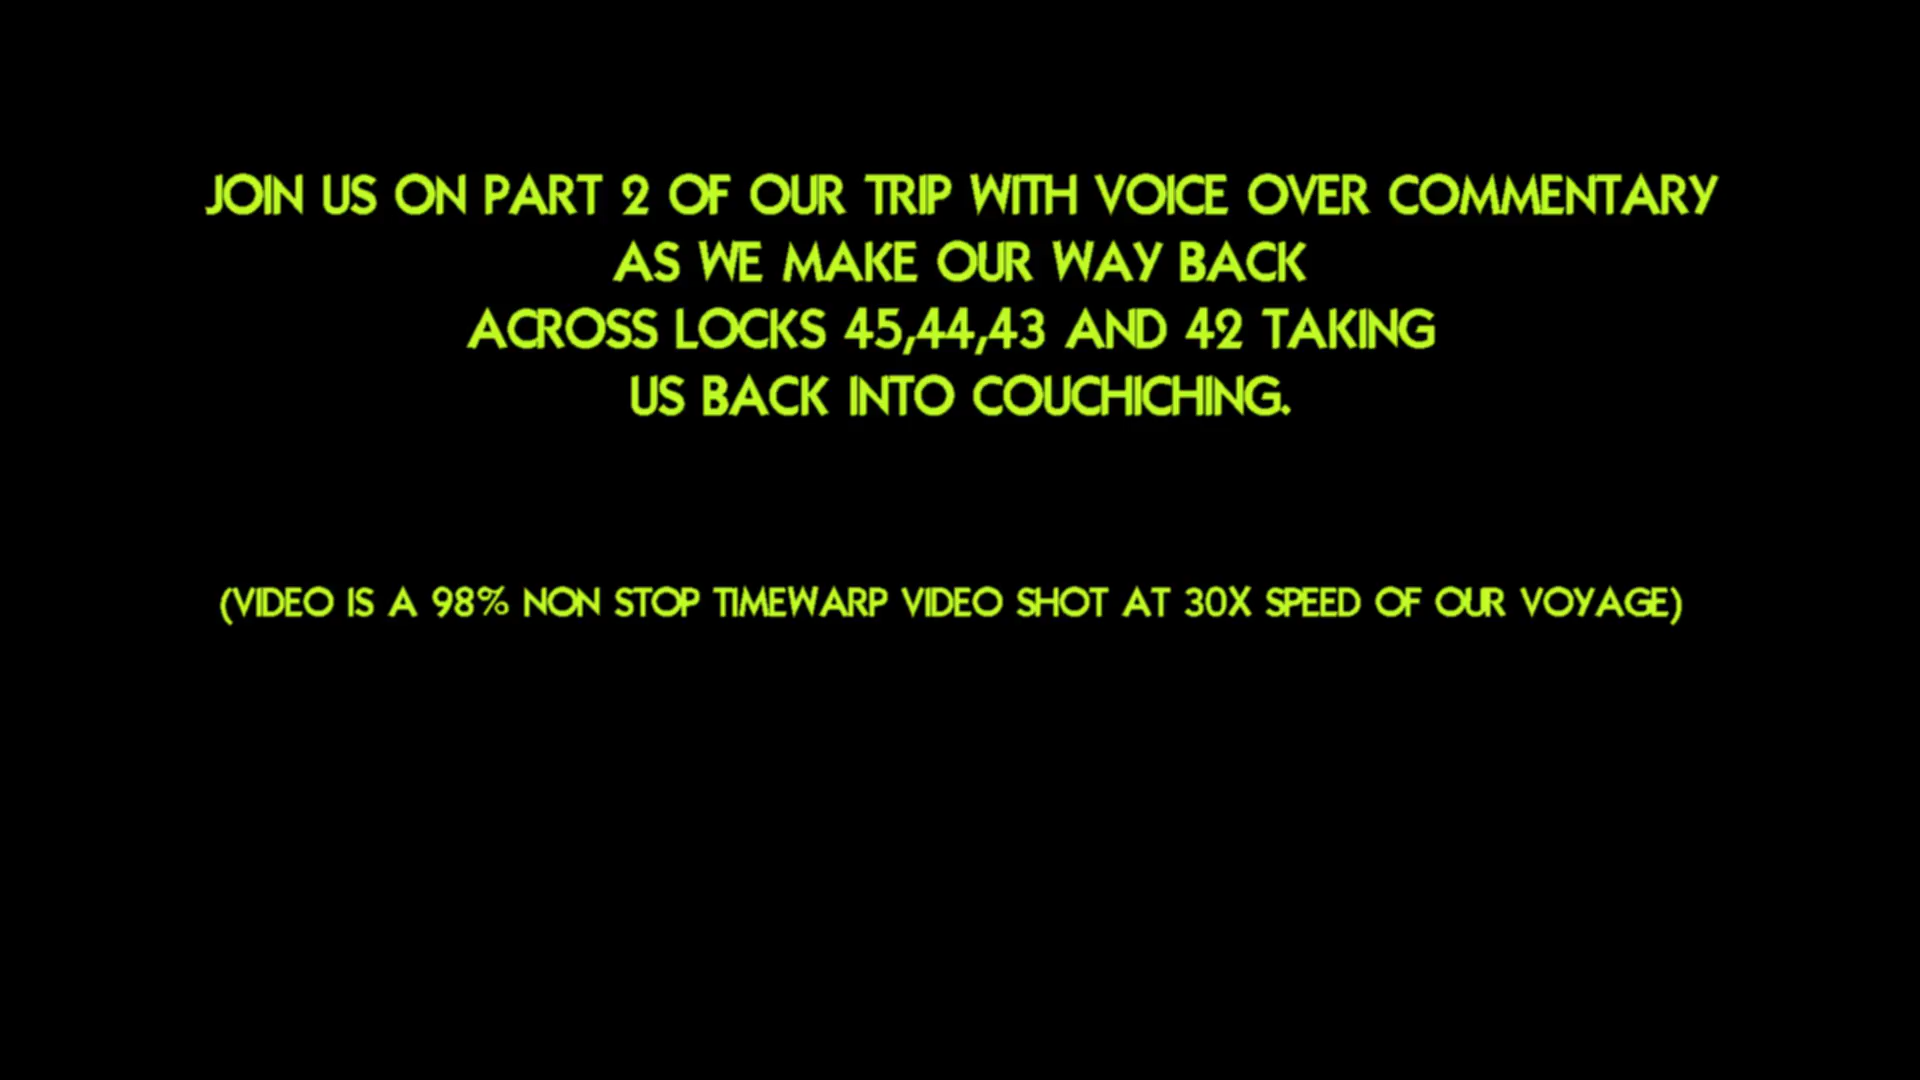 JOIN US ON PART 2 OF OUR TRIP WITH VOICE OVER COMMENTARY
AS WE MAKE OUR WAY BACK
ACROSS LOCKS 45,44,43 AND 42 TAKING
US BACK INTO COUCHICHING.
(VIDEO IS A 98% NON STOP TIMEWARP VIDEO SHOT AT 30X SPEED OF OUR VOYAGE)